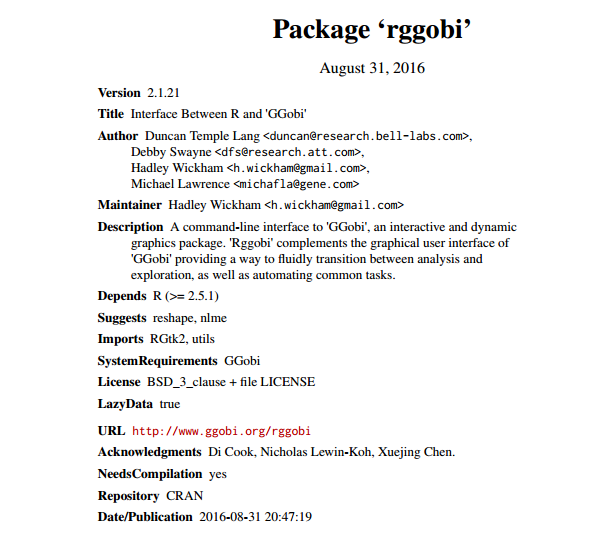 Package ‘rggobi’
August 31, 2016
Version 2.1.21
Title Interface Between R and 'GGobi'
Author Duncan Temple Lang <duncan@research.bell-labs.com>,
Debby Swayne <dfs@research.att.com>,
Hadley Wickham <h.wickham@gmail.com>,
Michael Lawrence <michafla@gene.com>
Maintainer Hadley Wickham <h.wickham@gmail.com>
Description A command-line interface to 'GGobi', an interactive and dynamic
graphics package. 'Rggobi' complements the graphical user interface of
'GGobi' providing a way to fluidly transition between analysis and
exploration, as well as automating common tasks.
Depends R (>= 2.5.1)
Suggests reshape, nlme
Imports RGtk2, utils
SystemRequirements GGobi
License BSD_3_clause + file LICENSE
LazyData true
URL http://www.ggobi.org/rggobi
Acknowledgments Di Cook, Nicholas Lewin-Koh, Xuejing Chen.
NeedsCompilation yes
Repository CRAN
Date/Publication 2016-08-31 20:47:19